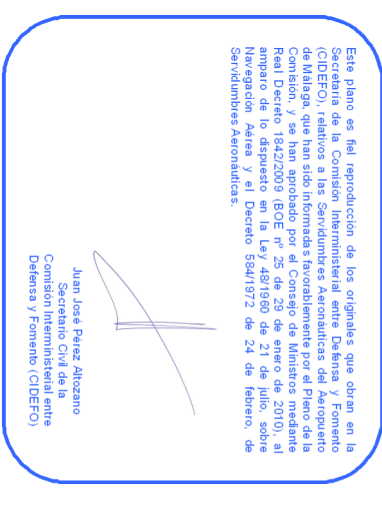 Este plano es fiel reproducción de los originales que obran en la
Secretaría de la Comisión Interministerial entre Defensa y Fomento
(CIDEFO), relativos a las Servidumbres Aeronáuticas del Aeropuerto
de Málaga, que han sido informadas favorablemente por el Pleno de la
Comisión, y se han aprobado por el Consejo de Ministros mediante
Real Decreto 1842/2009 (BOE nº 25 de 29 de enero de 2010), al
amparo de lo dispuesto en la Ley 48/1960 de 21 de julio, sobre
Navegación Aérea y el Decreto 584/1972 de 24 de febrero, de
Servidumbres Aeronáuticas.
Juan José Pérez Altozano
Secretario Civil de la
Comisión Interministerial entre
Defensa y Fomento (CIDEFO)